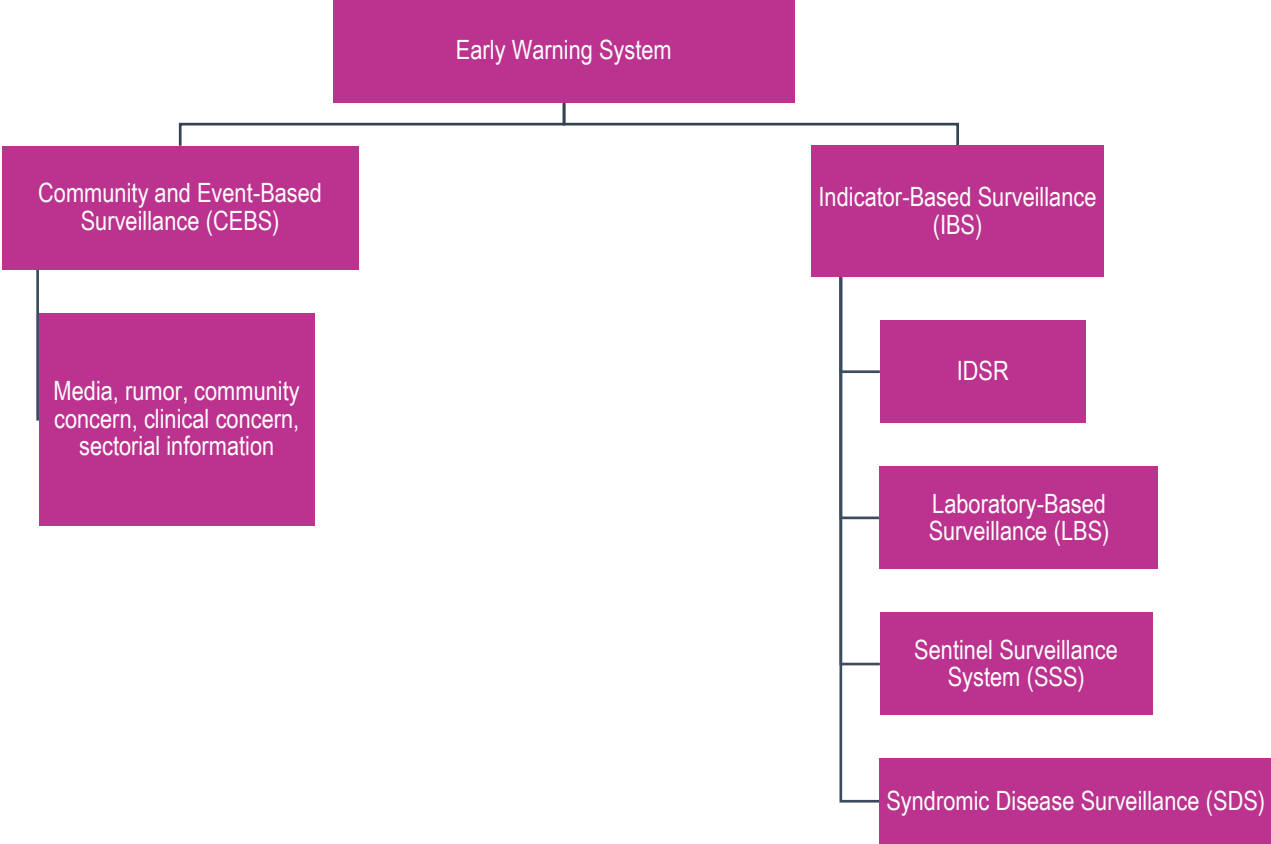 Early Warning System
Community and Event-Based
Surveillance (CEBS)
Indicator-Based Surveillance
(IBS)
Media, rumor, community
concern, clinical concern,
sectorial information
IDSR
Laboratory-Based
Surveillance (LBS)
Sentinel Surveillance
System (SSS)
Syndromic Disease Surveillance (SDS)